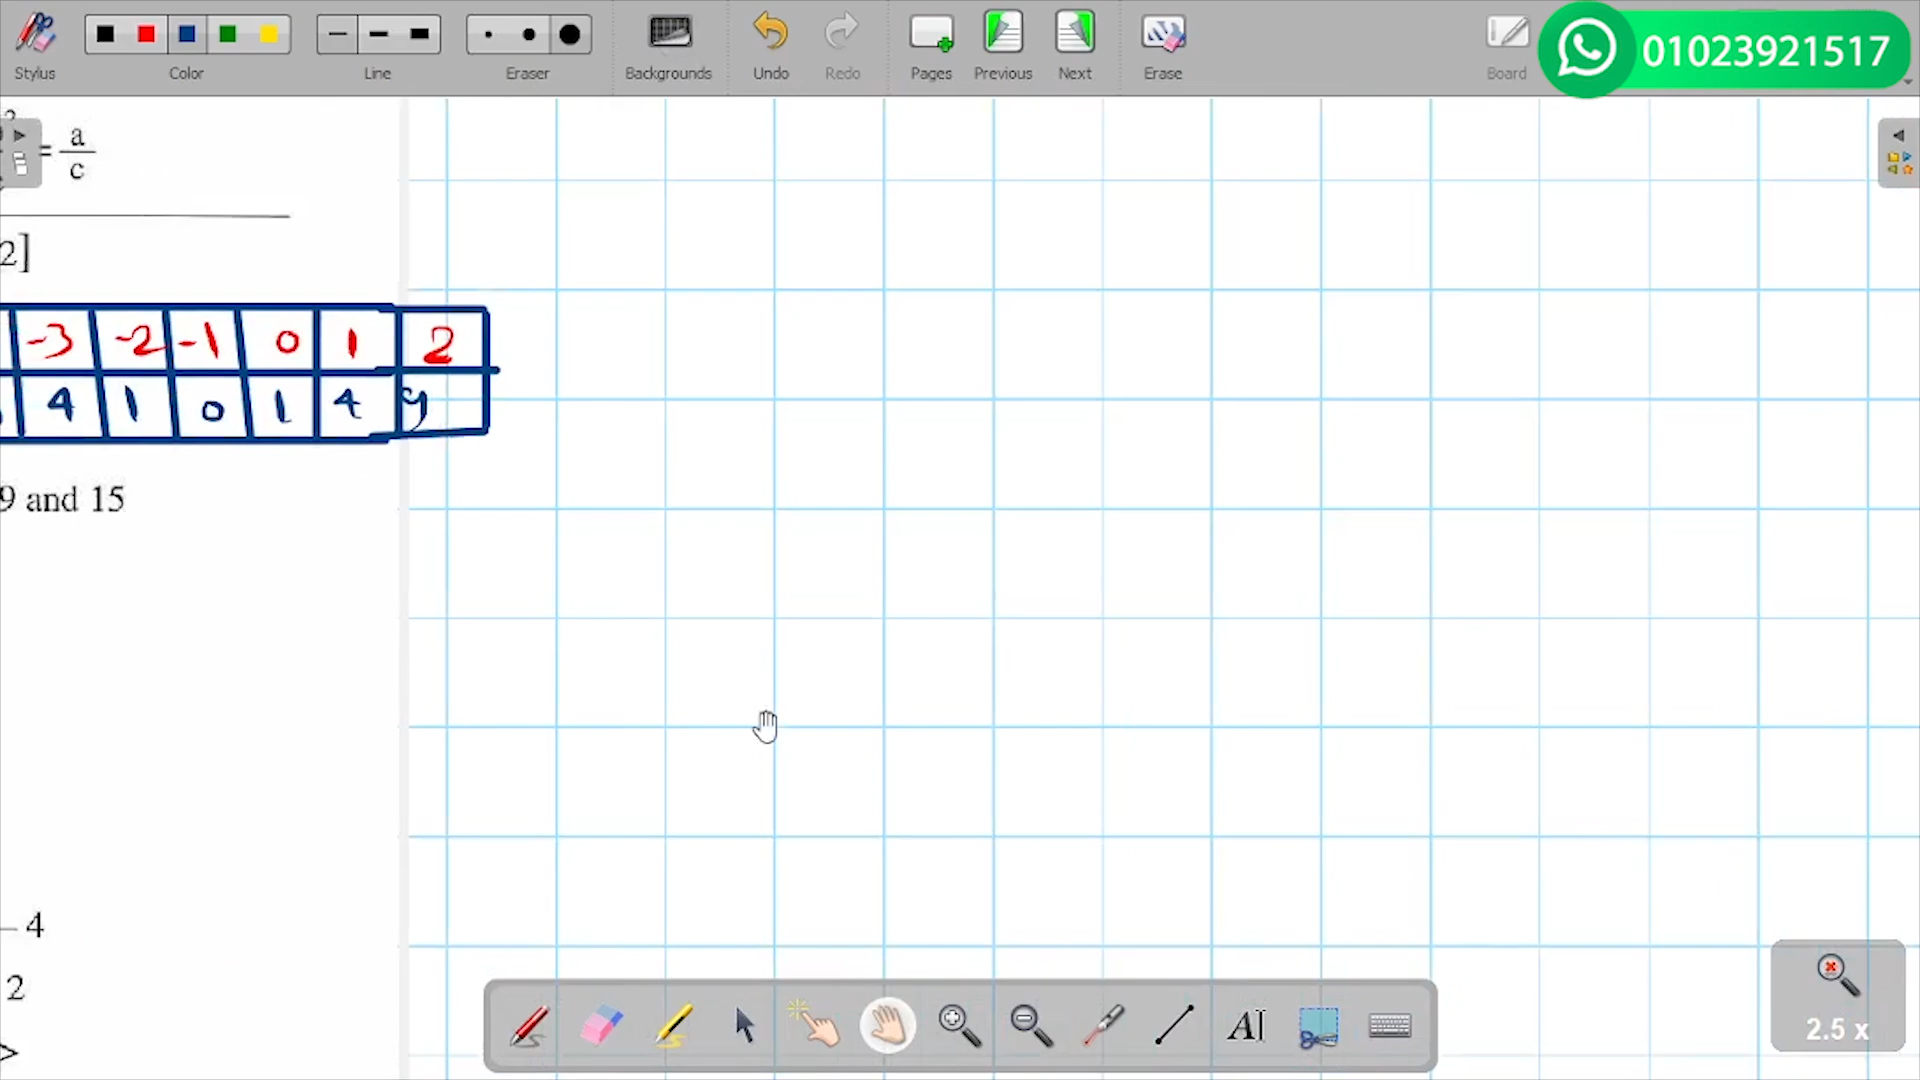 Stylus Color Line Eraser Backgrounds Undo Redo Pages Previous Next Erase Board
01023921517
= a
c
2]
-3 -2 -1 0 1 2
4 1 0 1 4 9
9 and 15
– 4
2
>
2.5 x